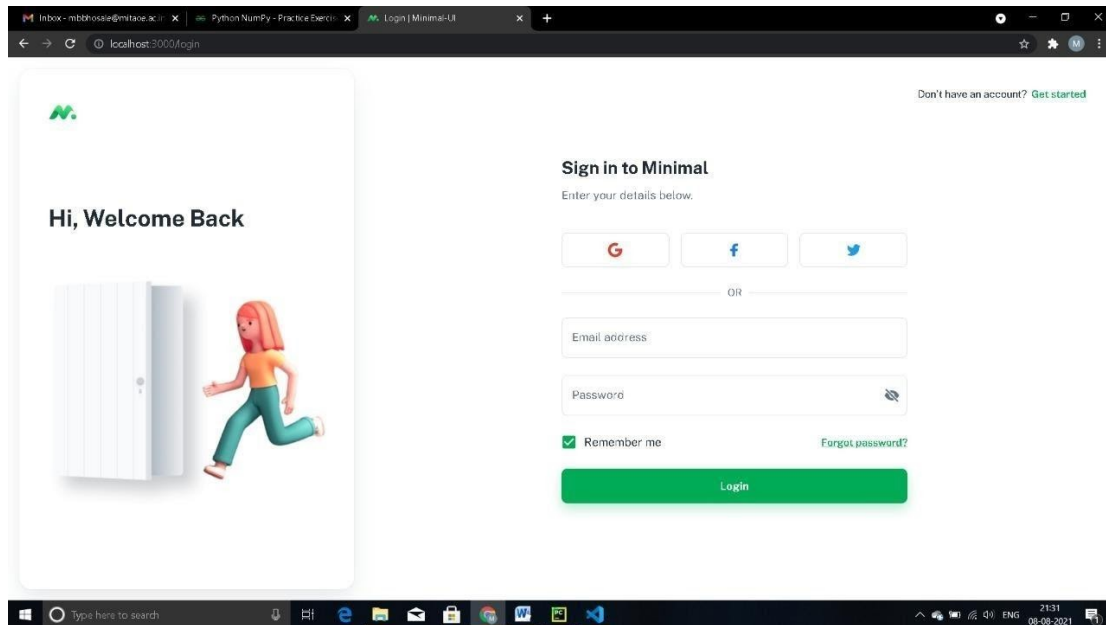 Inbox - mbbhosale@mitaoe.ac.in
Python NumPy - Practice Exercis
Login | Minimal-UI
localhost:3000/login
M
Don't have an account? Get started
Hi, Welcome Back
Sign in to Minimal
Enter your details below.
OR
Email address
Password
Remember me
Forgot password?
Login
Type here to search
ENG
21:31
08-08-2021